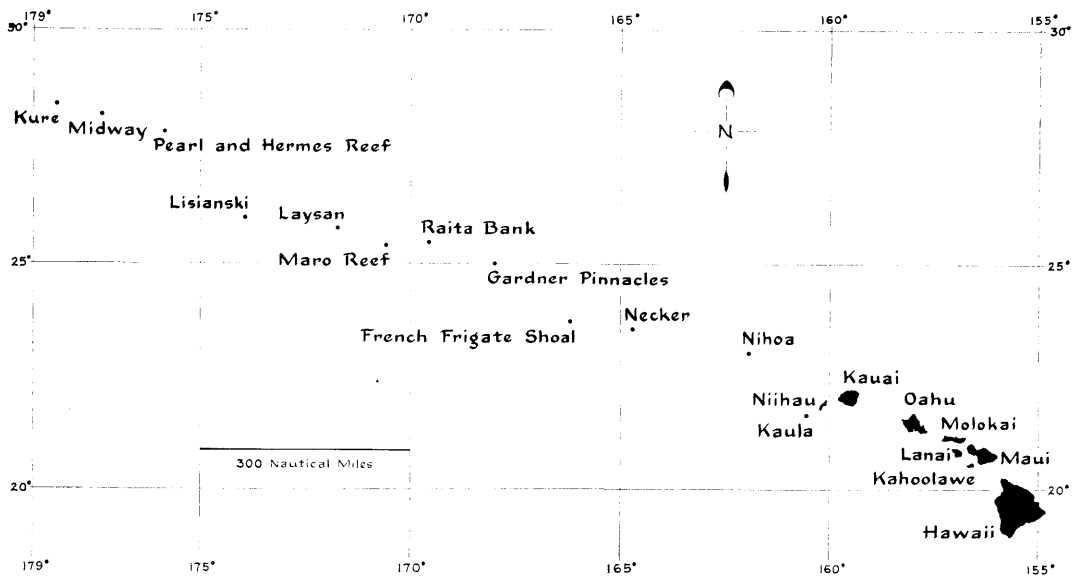 179° 175° 170° 165° 160° 155°
30° 30°
N
Kure
Midway
Pearl and Hermes Reef
Lisianski
Laysan
Raita Bank
Maro Reef
25° 25°
Gardner Pinnacles
Necker
French Frigate Shoal
Nihoa
Kauai
Niihau
Oahu
Kaula
Molokai
Lanai
Maui
300 Nautical Miles
Kahoolawe
20° 20°
Hawaii
179° 175° 170° 165° 160° 155°